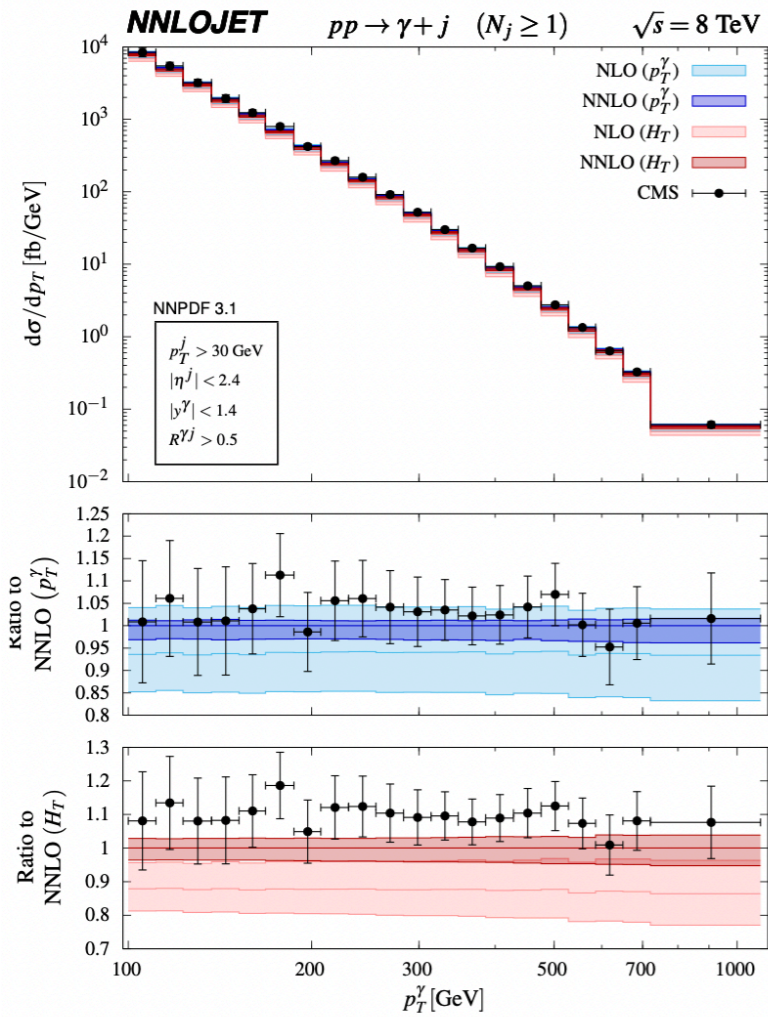 NNLOJET pp → γ + j (N_j ≥ 1) √s = 8 TeV
10^4
10^3
10^2
10^1
10^0
10^−1
10^−2
dσ/dp_T [fb/GeV]
NLO (p_T^γ)
NNLO (p_T^γ)
NLO (H_T)
NNLO (H_T)
CMS
NNPDF 3.1
p_T^j > 30 GeV
|η^j| < 2.4
|y^γ| < 1.4
R^γj > 0.5
1.25
1.2
1.15
1.1
1.05
1
0.95
0.9
0.85
0.8
Ratio to
NNLO (p_T^γ)
1.3
1.2
1.1
1
0.9
0.8
0.7
Ratio to
NNLO (H_T)
100 200 300 500 700 1000
p_T^γ [GeV]